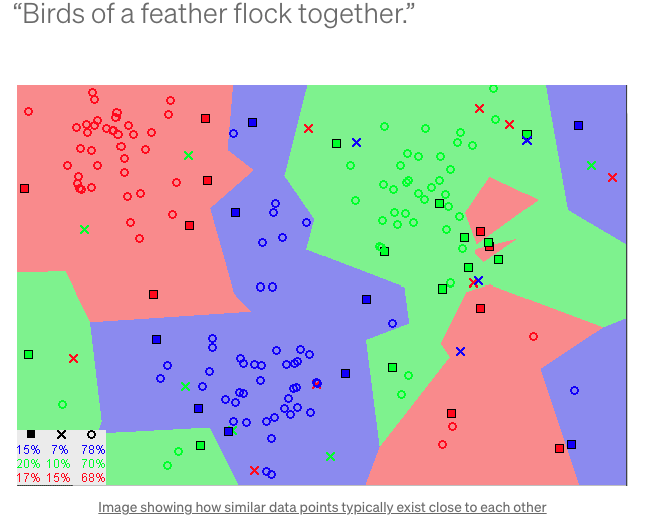 “Birds of a feather flock together.”
15% 7% 78%
20% 10% 70%
17% 15% 68%
Image showing how similar data points typically exist close to each other